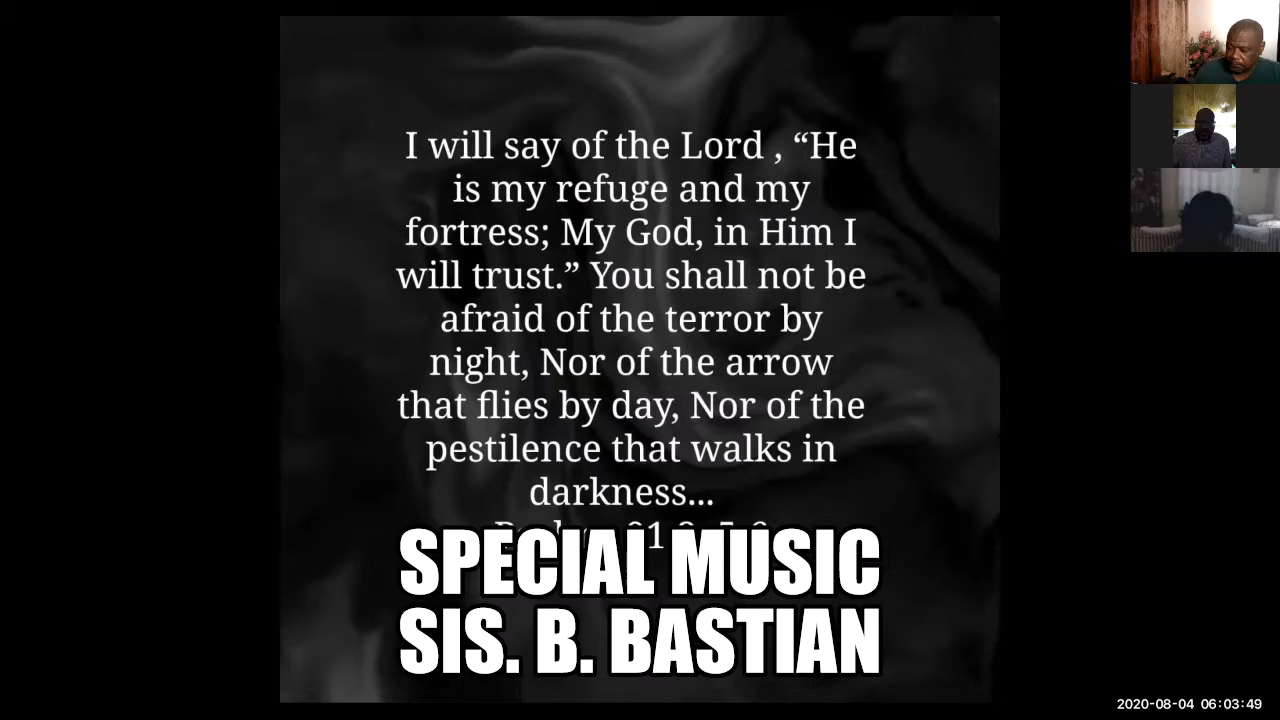 I will say of the Lord , “He
is my refuge and my
fortress; My God, in Him I
will trust.” You shall not be
afraid of the terror by
night, Nor of the arrow
that flies by day, Nor of the
pestilence that walks in
darkness...
SPECIAL MUSIC
SIS. B. BASTIAN
2020-08-04 06:03:49